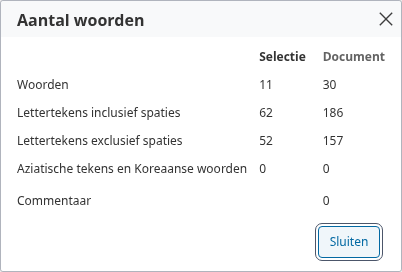 Aantal woorden
Selectie Document
Woorden 11 30
Lettertekens inclusief spaties 62 186
Lettertekens exclusief spaties 52 157
Aziatische tekens en Koreaanse woorden 0 0
Commentaar 0
Sluiten